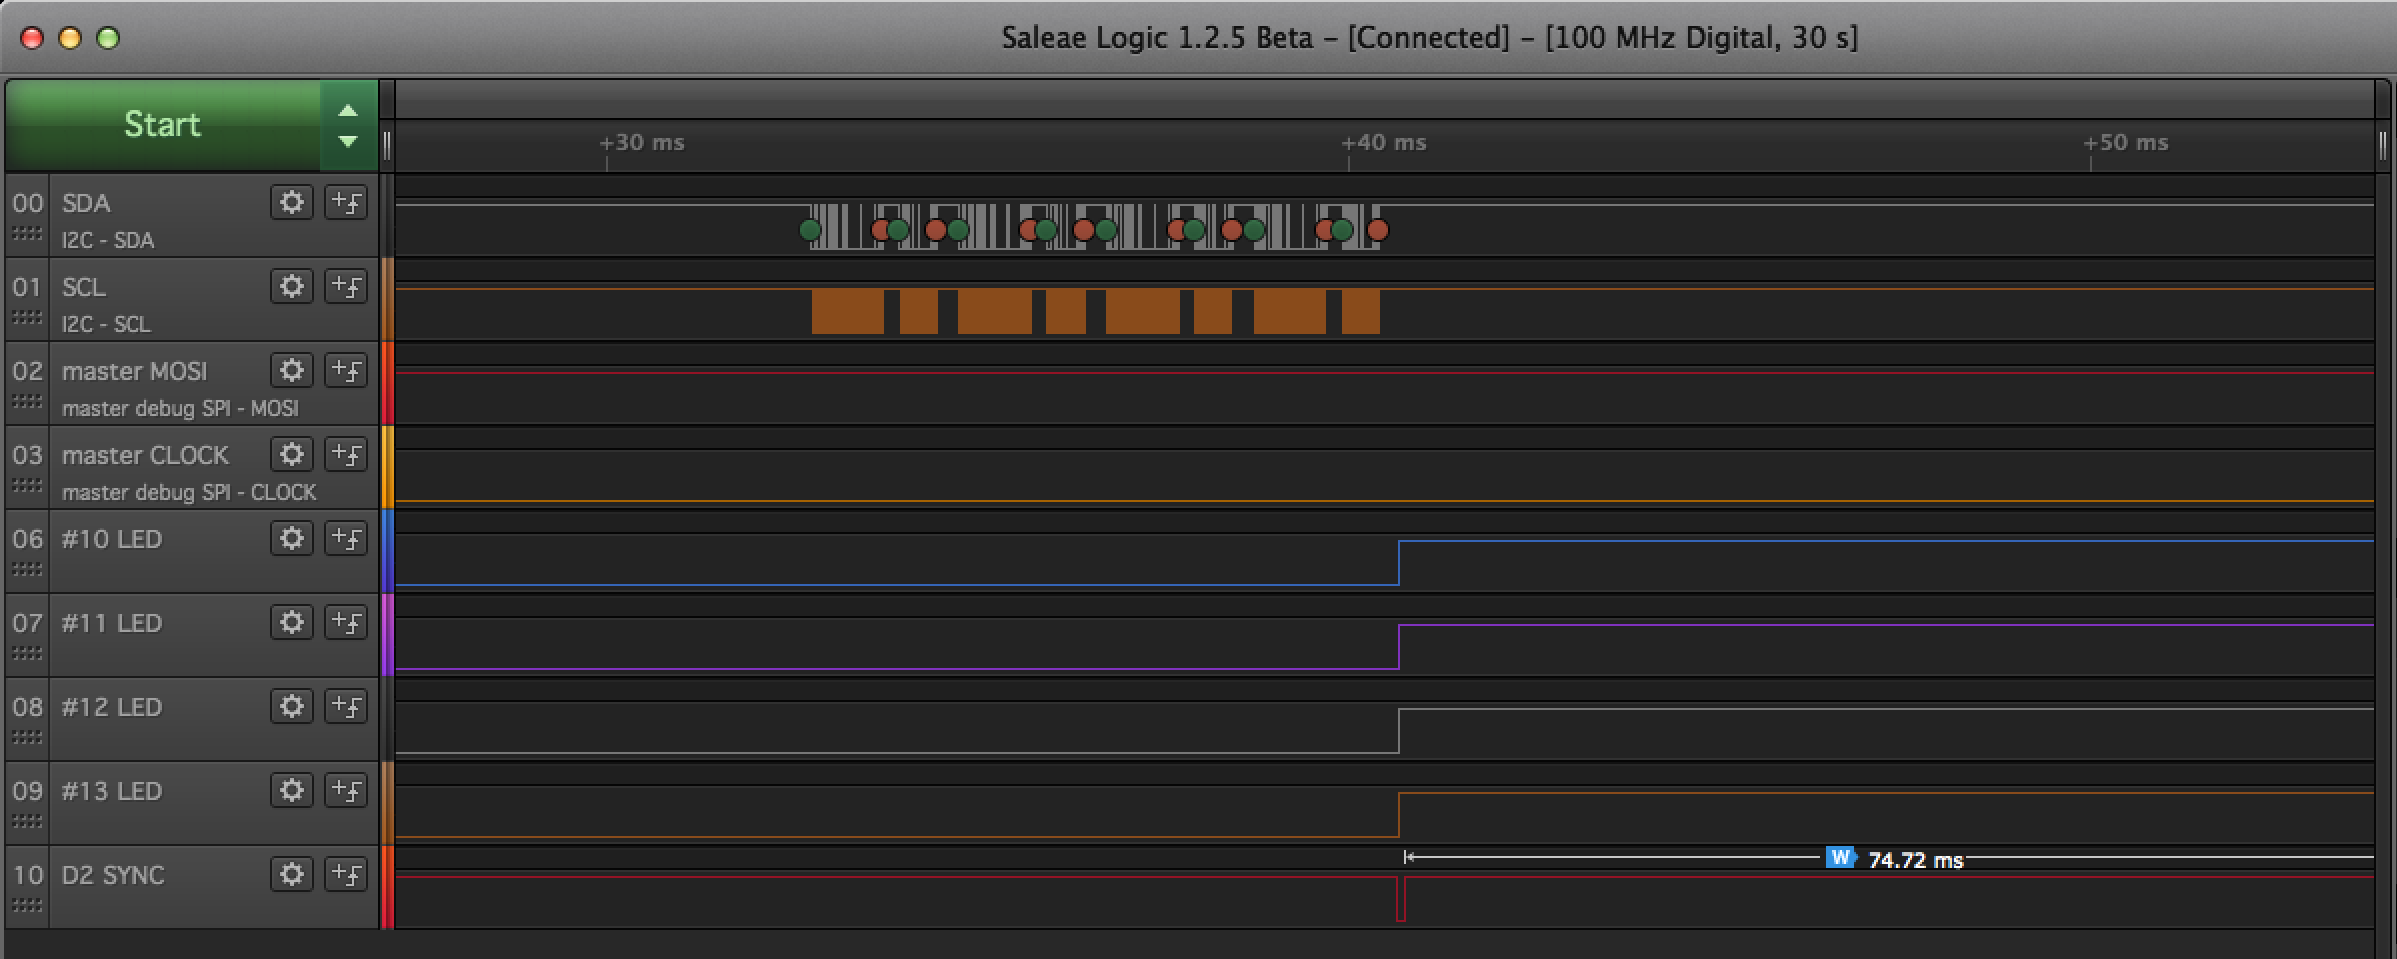 Saleae Logic 1.2.5 Beta – [Connected] – [100 MHz Digital, 30 s]
Start
+30 ms +40 ms +50 ms
00 SDA
I2C - SDA
01 SCL
I2C - SCL
02 master MOSI
master debug SPI - MOSI
03 master CLOCK
master debug SPI - CLOCK
06 #10 LED
07 #11 LED
08 #12 LED
09 #13 LED
W 74.72 ms
10 D2 SYNC